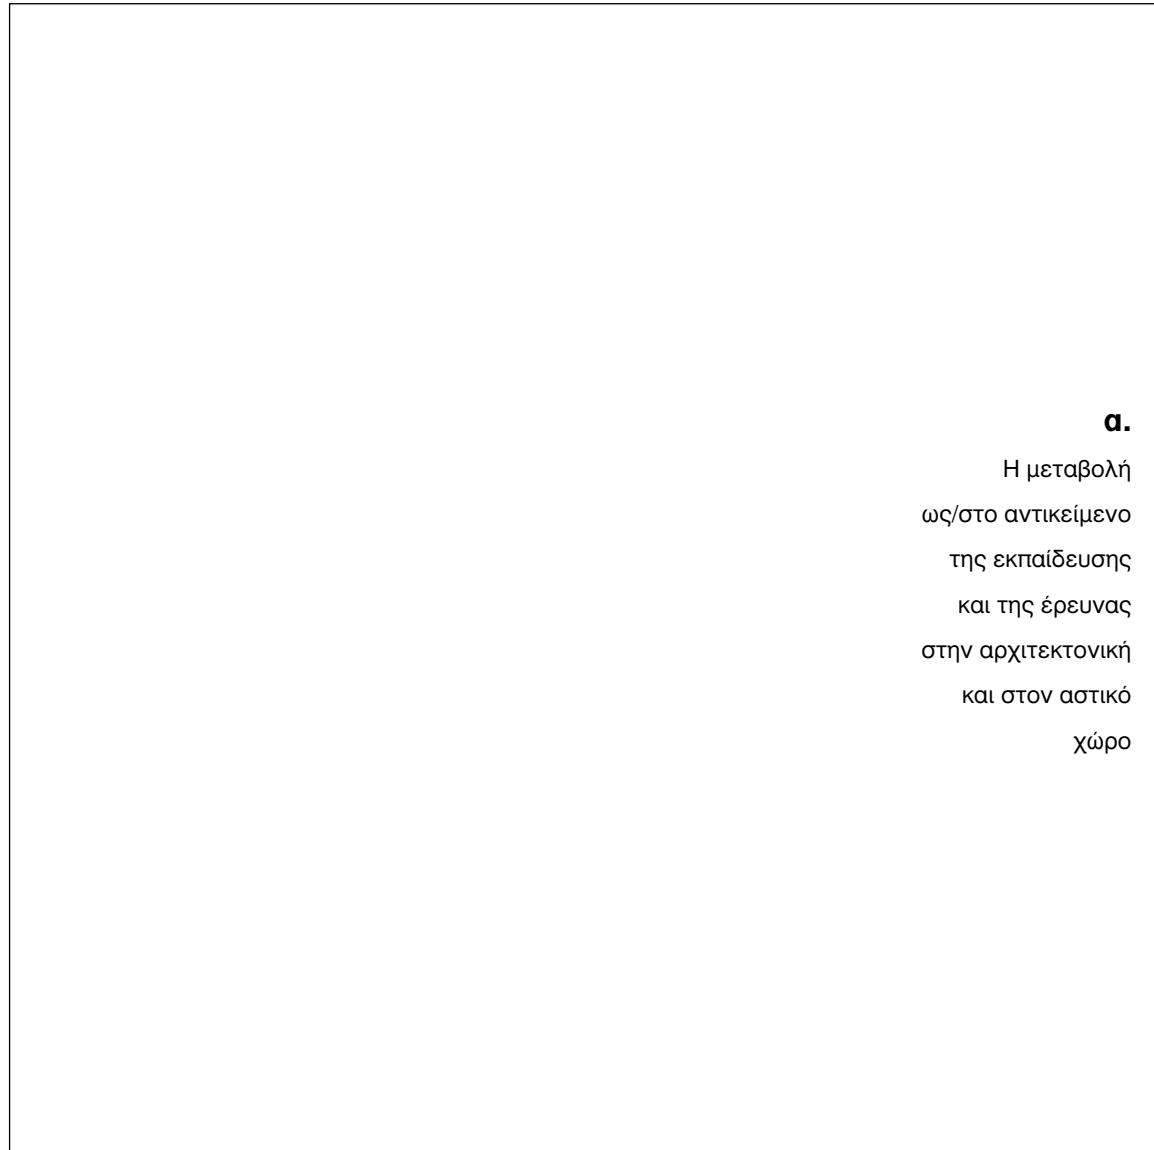 α.
Η μεταβολή
ως/στο αντικείμενο
της εκπαίδευσης
και της έρευνας
στην αρχιτεκτονική
και στον αστικό
χώρο